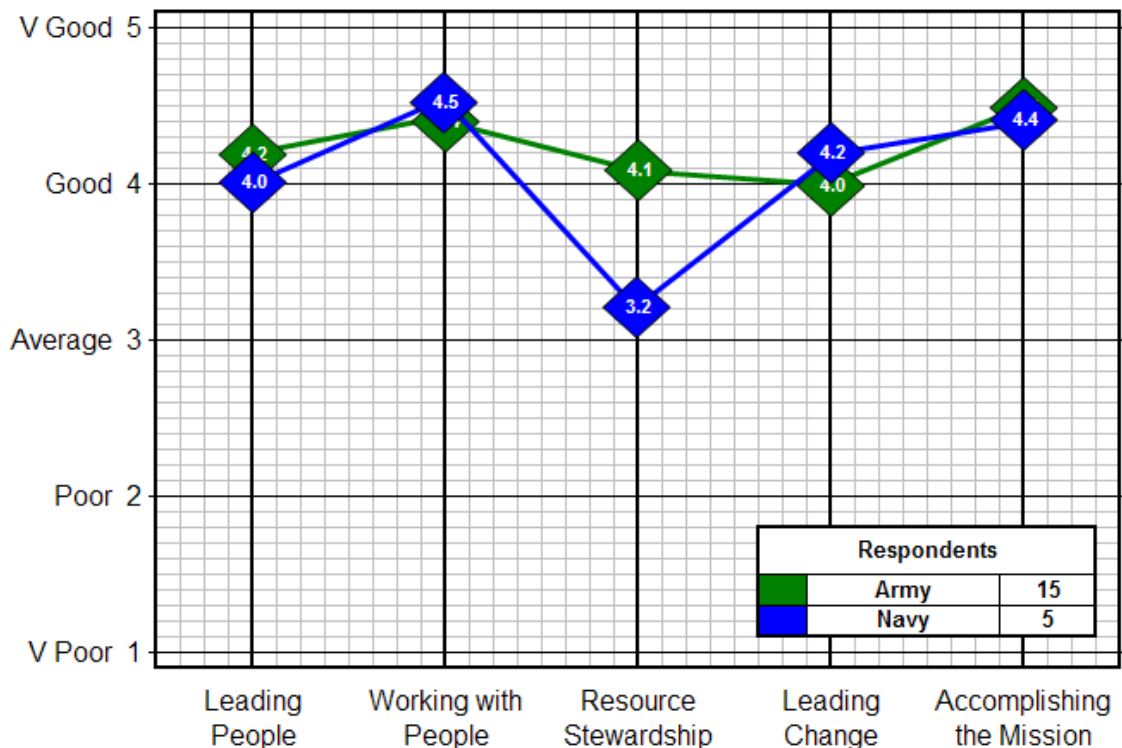 V Good 5
Good 4
Average 3
Poor 2
V Poor 1
4.2
4.0
4.5
4.1
3.2
4.2
4.0
4.4
Respondents
Army 15
Navy 5
Leading
People
Working with
People
Resource
Stewardship
Leading
Change
Accomplishing
the Mission